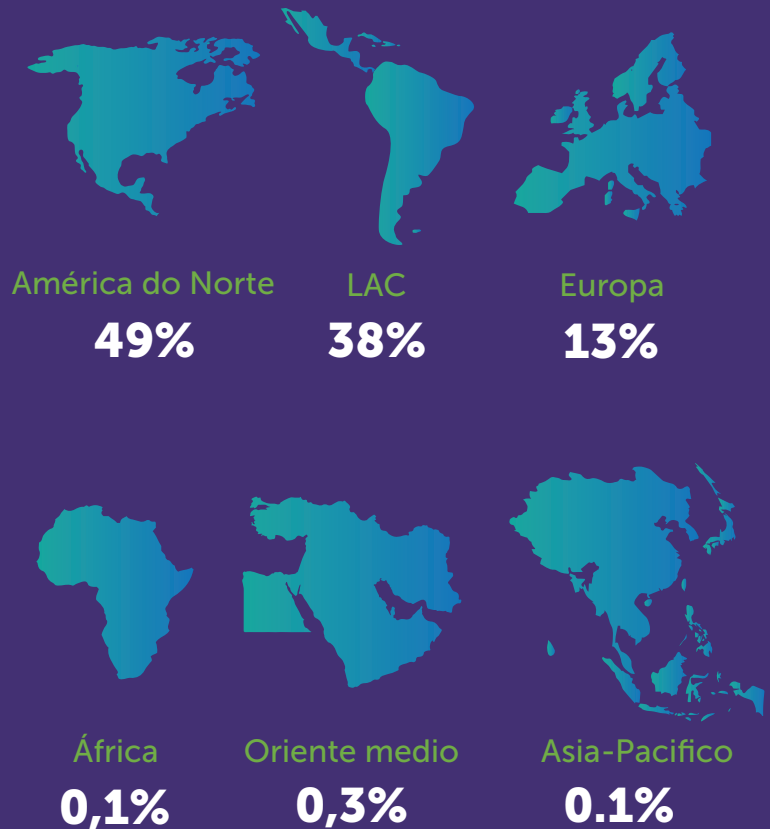 América do Norte
49%
LAC
38%
Europa
13%
África
0,1%
Oriente medio
0,3%
Asia-Pacifico
0.1%